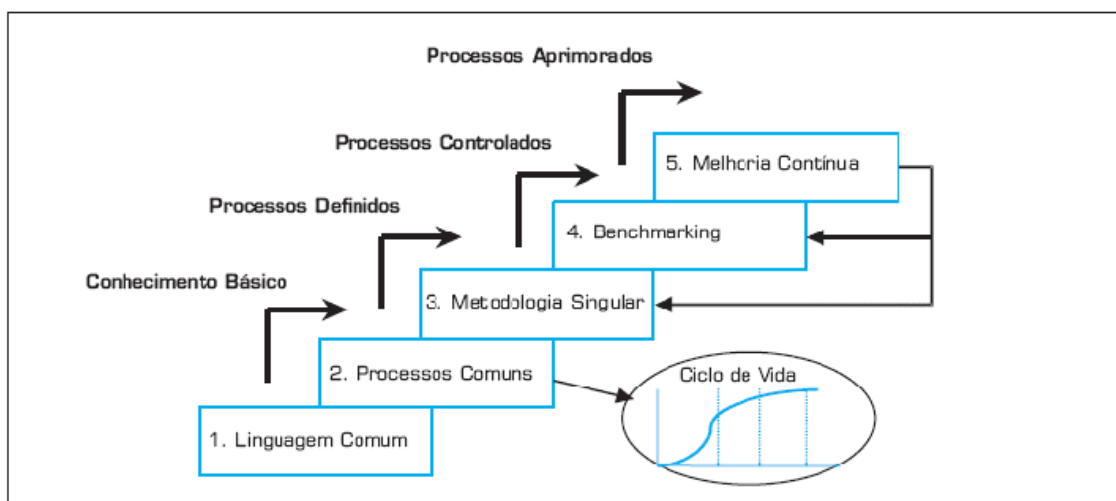 Processos Aprimorados
Processos Controlados
5. Melhoria Contínua
Processos Definidos
4. Benchmarking
Conhecimento Básico
3. Metodologia Singular
2. Processos Comuns
Ciclo de Vida
1. Linguagem Comum